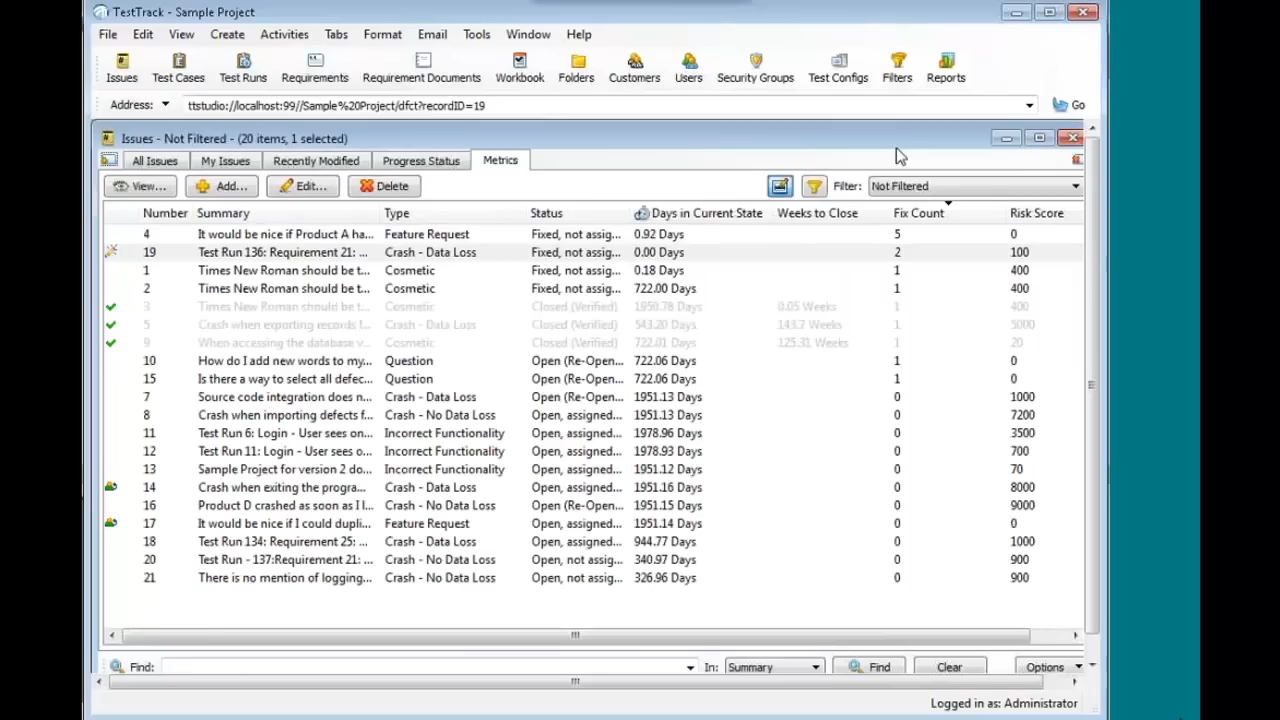 TestTrack - Sample Project
File Edit View Create Activities Tabs Format Email Tools Window Help
Issues Test Cases Test Runs Requirements Requirement Documents Workbook Folders Customers Users Security Groups Test Configs Filters Reports
Address: ttstudio://localhost:99//Sample%20Project/dfct?recordID=19 Go
Issues - Not Filtered - (20 items, 1 selected)
All Issues My Issues Recently Modified Progress Status Metrics
View... Add... Edit... Delete Filter: Not Filtered
Number Summary Type Status Days in Current State Weeks to Close Fix Count Risk Score
4 It would be nice if Product A ha... Feature Request Fixed, not assig... 0.92 Days 5 0
19 Test Run 136: Requirement 21: ... Crash - Data Loss Fixed, not assig... 0.00 Days 2 100
1 Times New Roman should be t... Cosmetic Fixed, not assig... 0.18 Days 1 400
2 Times New Roman should be t... Cosmetic Fixed, not assig... 722.00 Days 1 400
3 Times New Roman should be t... Cosmetic Closed (Verified) 1950.78 Days 0.05 Weeks 1 400
5 Crash when exporting records f... Crash - Data Loss Closed (Verified) 543.20 Days 143.7 Weeks 1 5000
9 When accessing the database v... Cosmetic Closed (Verified) 722.01 Days 125.31 Weeks 1 20
10 How do I add new words to my... Question Open (Re-Open... 722.06 Days 1 0
15 Is there a way to select all defec... Question Open (Re-Open... 722.06 Days 1 0
7 Source code integration does n... Crash - Data Loss Open (Re-Open... 1951.13 Days 0 1000
8 Crash when importing defects f... Crash - No Data Loss Open, assigned... 1951.13 Days 0 7200
11 Test Run 6: Login - User sees on... Incorrect Functionality Open, assigned... 1978.96 Days 0 3500
12 Test Run 11: Login - User sees o... Incorrect Functionality Open, assigned... 1978.93 Days 0 700
13 Sample Project for version 2 do... Incorrect Functionality Open, assigned... 1951.12 Days 0 70
14 Crash when exiting the progra... Crash - Data Loss Open, assigned... 1951.16 Days 0 8000
16 Product D crashed as soon as I l... Crash - No Data Loss Open (Re-Open... 1951.15 Days 0 9000
17 It would be nice if I could dupli... Feature Request Open, assigned... 1951.14 Days 0 0
18 Test Run 134: Requirement 25: ... Crash - Data Loss Open, assigned... 944.77 Days 0 1000
20 Test Run - 137:Requirement 21: ... Crash - No Data Loss Open, not assig... 340.97 Days 0 900
21 There is no mention of logging... Crash - No Data Loss Open, not assig... 326.96 Days 0 900
Find: In: Summary Find Clear Options
Logged in as: Administrator